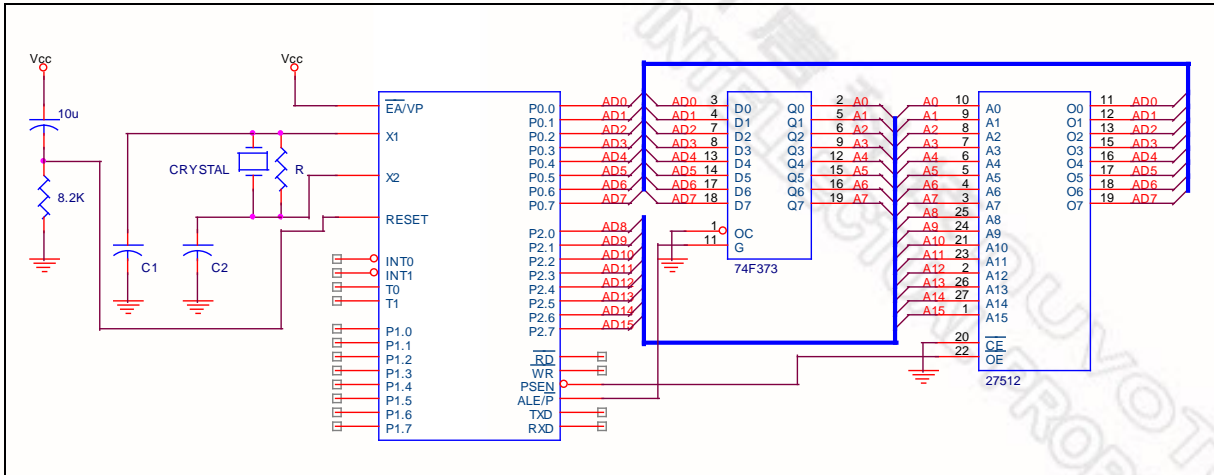 Vcc
10u
8.2K
C1
C2
CRYSTAL
R
Vcc
EA/VP
X1
X2
RESET
INT0
INT1
T0
T1
P1.0
P1.1
P1.2
P1.3
P1.4
P1.5
P1.6
P1.7
P0.0
P0.1
P0.2
P0.3
P0.4
P0.5
P0.6
P0.7
P2.0
P2.1
P2.2
P2.3
P2.4
P2.5
P2.6
P2.7
RD
WR
PSEN
ALE/P
TXD
RXD
AD0
AD1
AD2
AD3
AD4
AD5
AD6
AD7
AD8
AD9
AD10
AD11
AD12
AD13
AD14
AD15
AD0 3 D0
AD1 4 D1
AD2 7 D2
AD3 8 D3
AD4 13 D4
AD5 14 D5
AD6 17 D6
AD7 18 D7
1 OC
11 G
Q0 2 A0
Q1 5 A1
Q2 6 A2
Q3 9 A3
Q4 12 A4
Q5 15 A5
Q6 16 A6
Q7 19 A7
74F373
A0 10 A0
A1 9 A1
A2 8 A2
A3 7 A3
A4 6 A4
A5 5 A5
A6 4 A6
A7 3 A7
A8 25 A8
A9 24 A9
A10 21 A10
A11 23 A11
A12 2 A12
A13 26 A13
A14 27 A14
A15 1 A15
20 CE
22 OE
O0 11 AD0
O1 12 AD1
O2 13 AD2
O3 15 AD3
O4 16 AD4
O5 17 AD5
O6 18 AD6
O7 19 AD7
27512